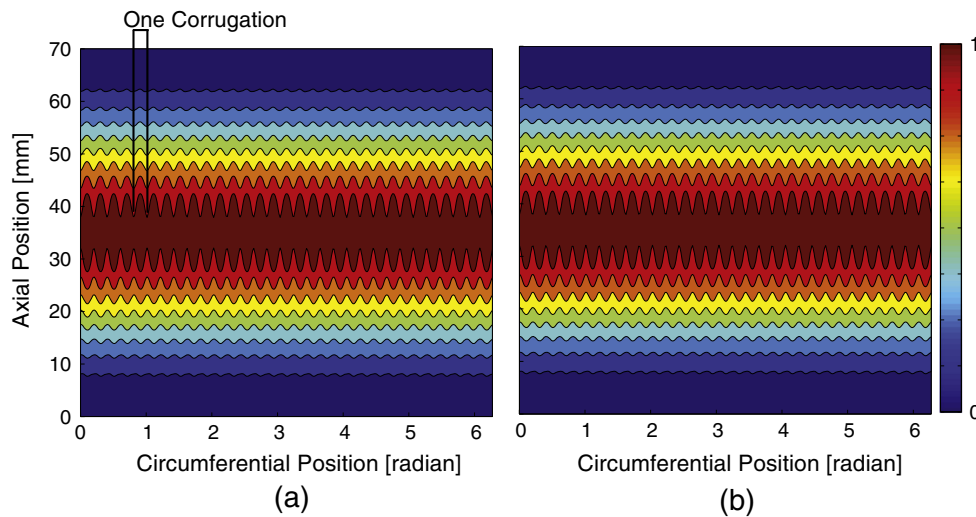 One Corrugation
70
60
50
40
30
20
10
0
Axial Position [mm]
0 1 2 3 4 5 6
Circumferential Position [radian]
(a)
0 1 2 3 4 5 6
Circumferential Position [radian]
(b)
1
0